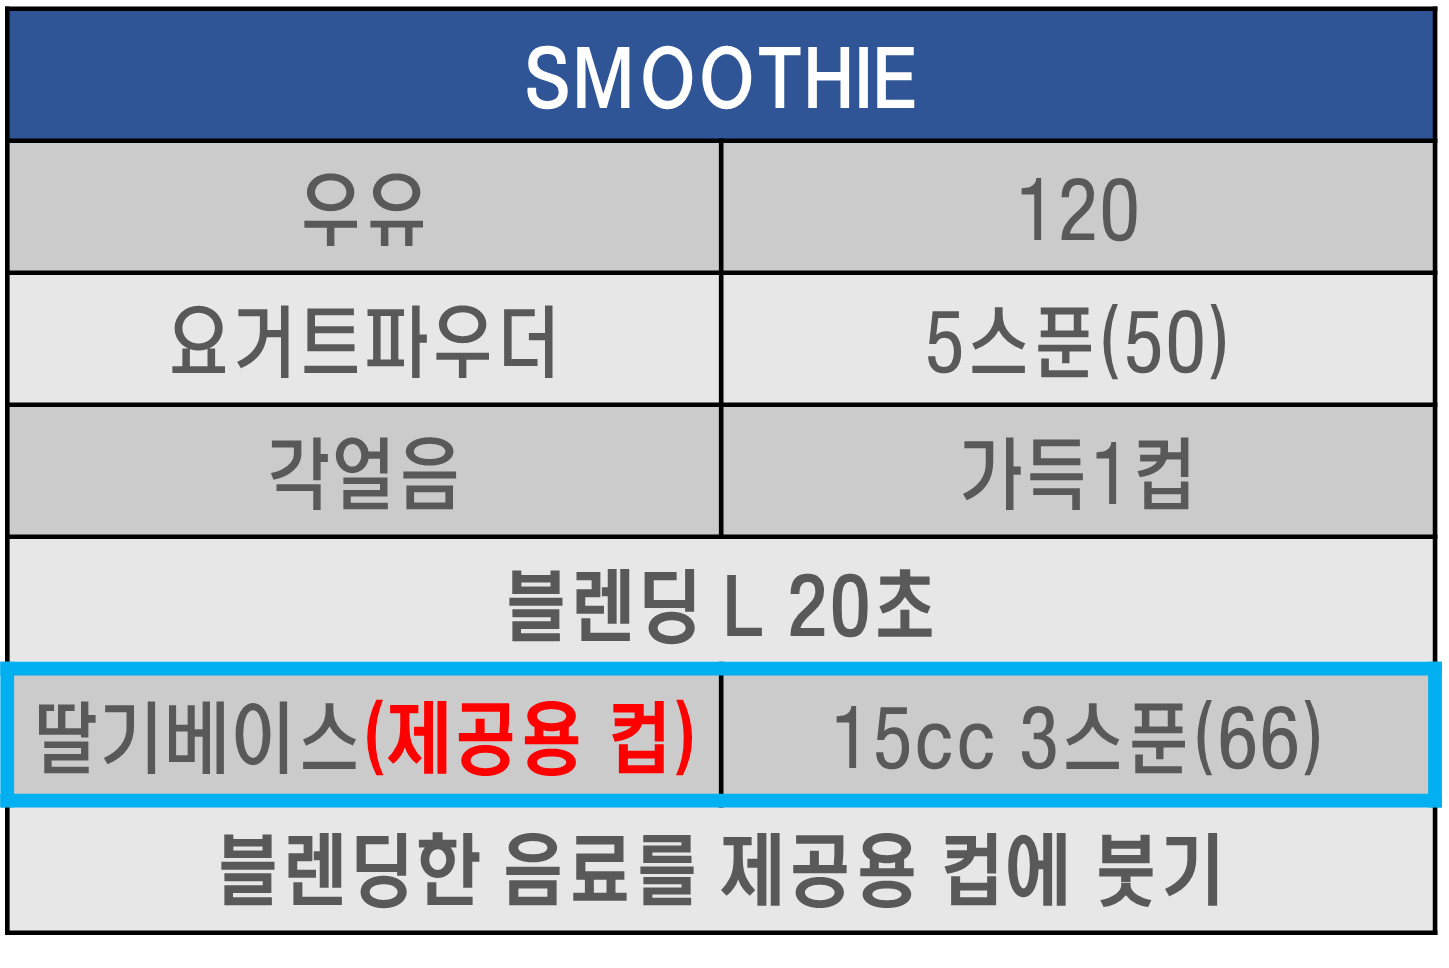 SMOOTHIE
우유 120
요거트파우더 5스푼(50)
각얼음 가득1컵
블렌딩 L 20초
딸기베이스(제공용 컵) 15cc 3스푼(66)
블렌딩한 음료를 제공용 컵에 붓기